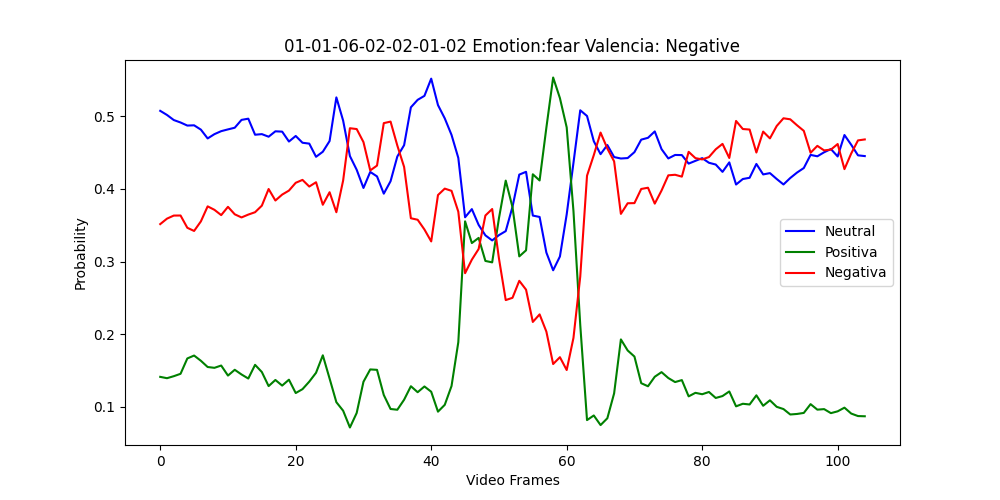 01-01-06-02-02-01-02 Emotion:fear Valencia: Negative
Probability
0.5
0.4
0.3
0.2
0.1
Neutral
Positiva
Negativa
0 20 40 60 80 100
Video Frames